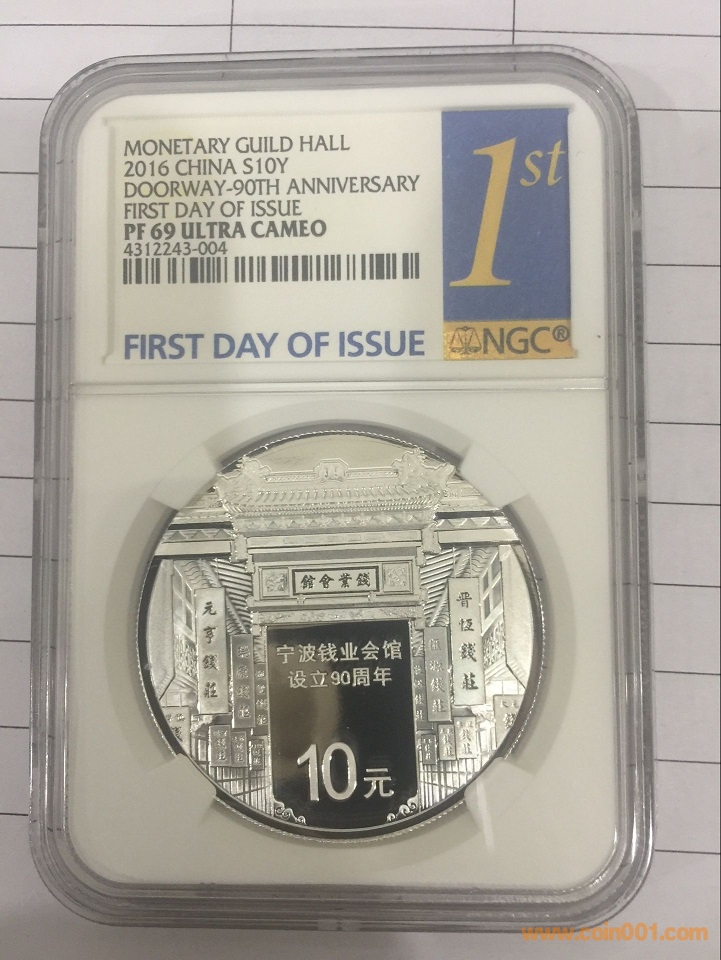 MONETARY GUILD HALL
2016 CHINA S10Y
DOORWAY-90TH ANNIVERSARY
FIRST DAY OF ISSUE
PF 69 ULTRA CAMEO
4312243-004
FIRST DAY OF ISSUE
1st
NGC®
館會業錢
元亨錢莊
晋恆錢莊
宁波钱业会馆
设立90周年
10元
www.coin001.com